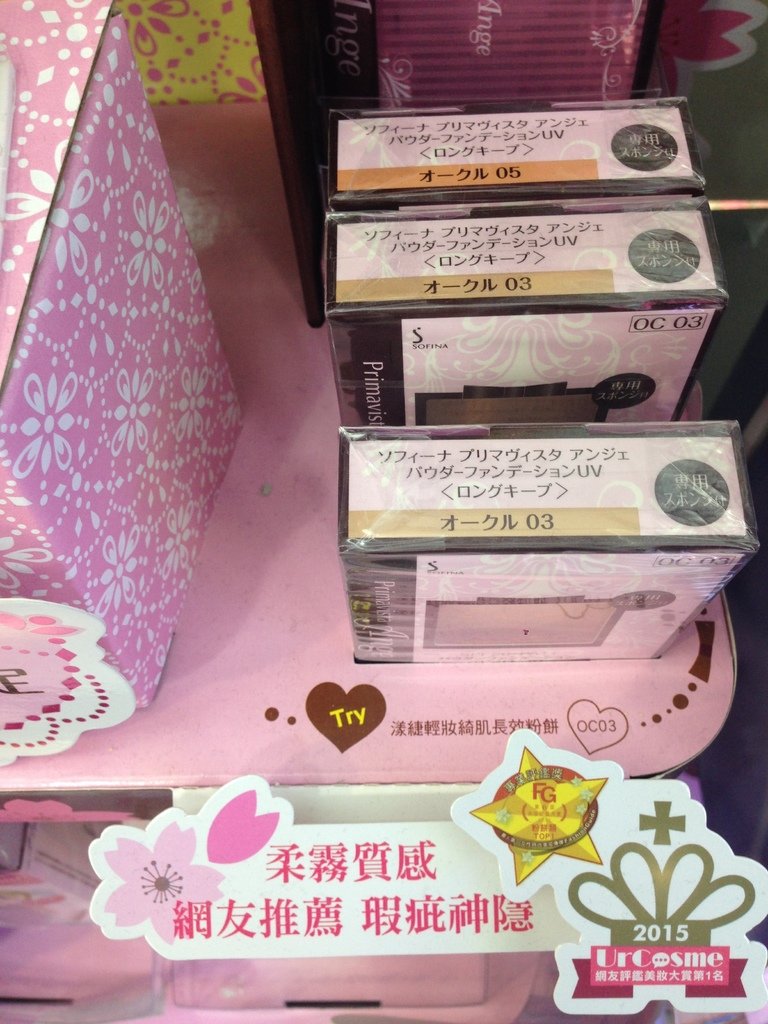 Ange
Ange
ソフィーナ プリマヴィスタ アンジェ
パウダーファンデーションUV
<ロングキープ>
オークル 05
専用
スポンジ付
ソフィーナ プリマヴィスタ アンジェ
パウダーファンデーションUV
<ロングキープ>
オークル 03
専用
スポンジ付
OC 03
SOFINA
Primavist
専用
スポンジ付
ソフィーナ プリマヴィスタ アンジェ
パウダーファンデーションUV
<ロングキープ>
オークル 03
専用
スポンジ付
OC 03
SOFINA
Primavista
Ange
専用
Try
漾緁輕妝綺肌長效粉餅
OC03
FG
粉餅類
TOP1
柔霧質感
網友推薦 瑕疵神隱
2015
UrCosme
網友評鑑美妝大賞第1名